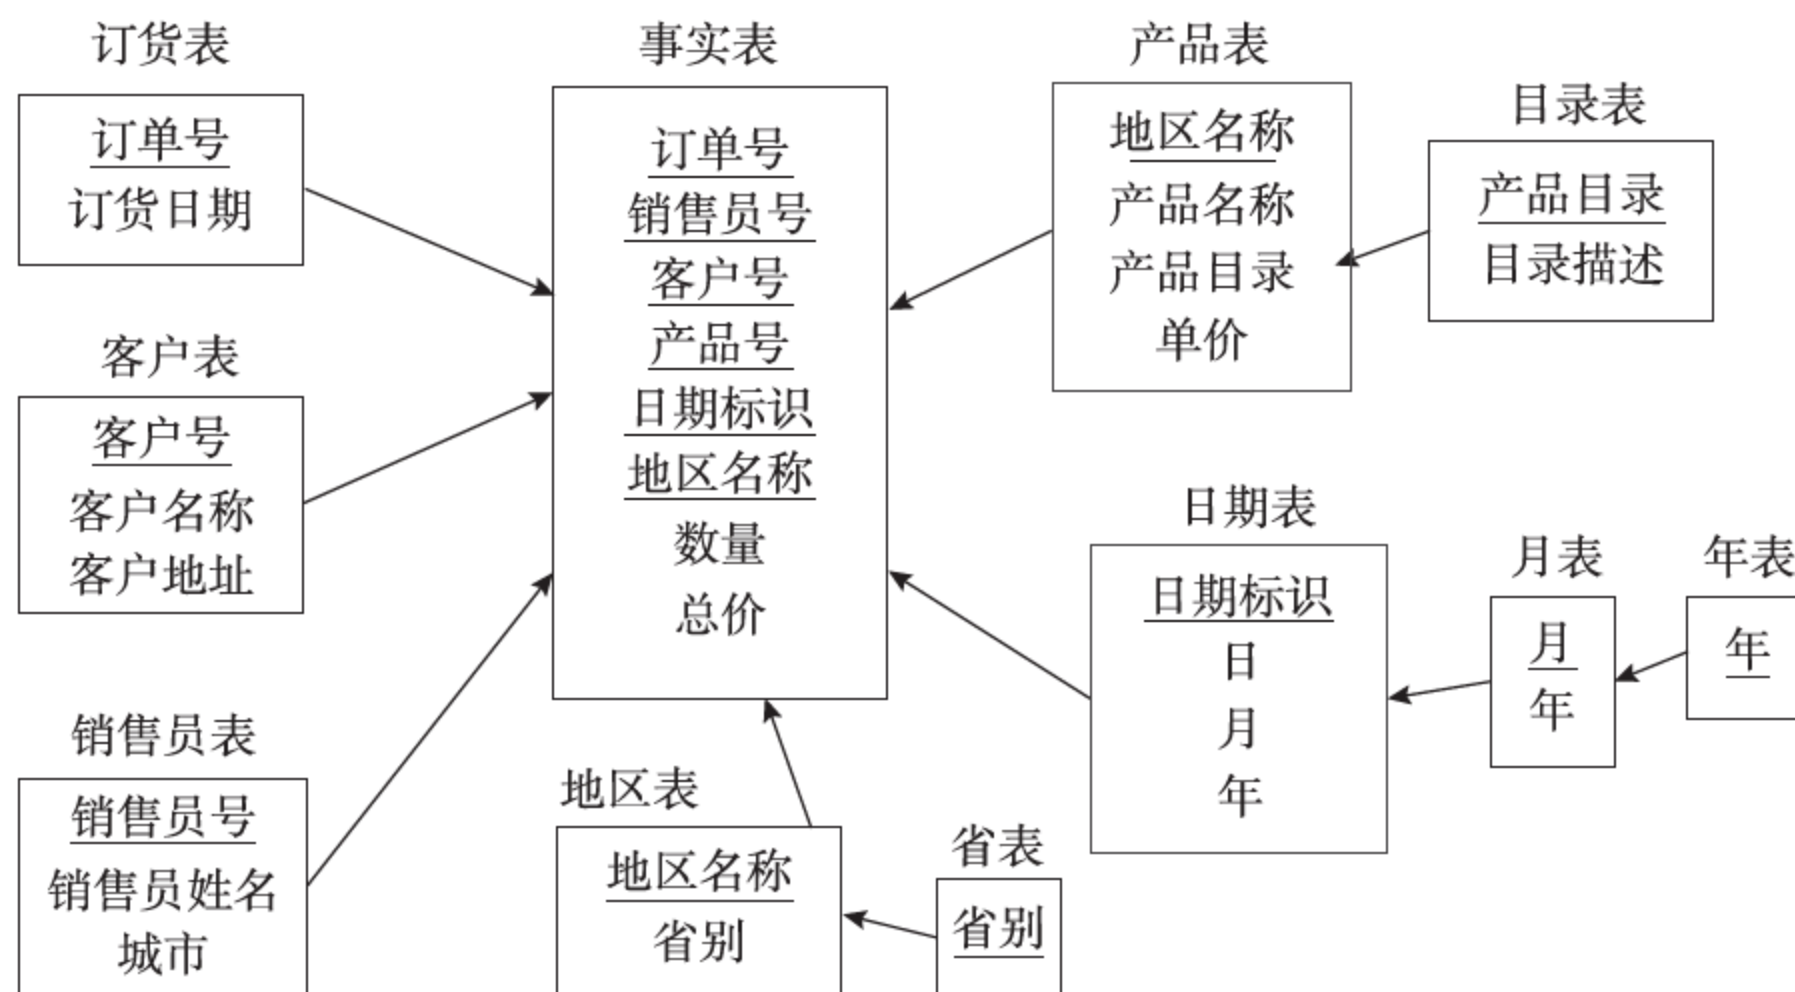 订货表
订单号
订货日期
客户表
客户号
客户名称
客户地址
销售员表
销售员号
销售员姓名
城市
事实表
订单号
销售员号
客户号
产品号
日期标识
地区名称
数量
总价
地区表
地区名称
省别
省表
省别
产品表
地区名称
产品名称
产品目录
单价
目录表
产品目录
目录描述
日期表
日期标识
日
月
年
月表
月
年
年表
年